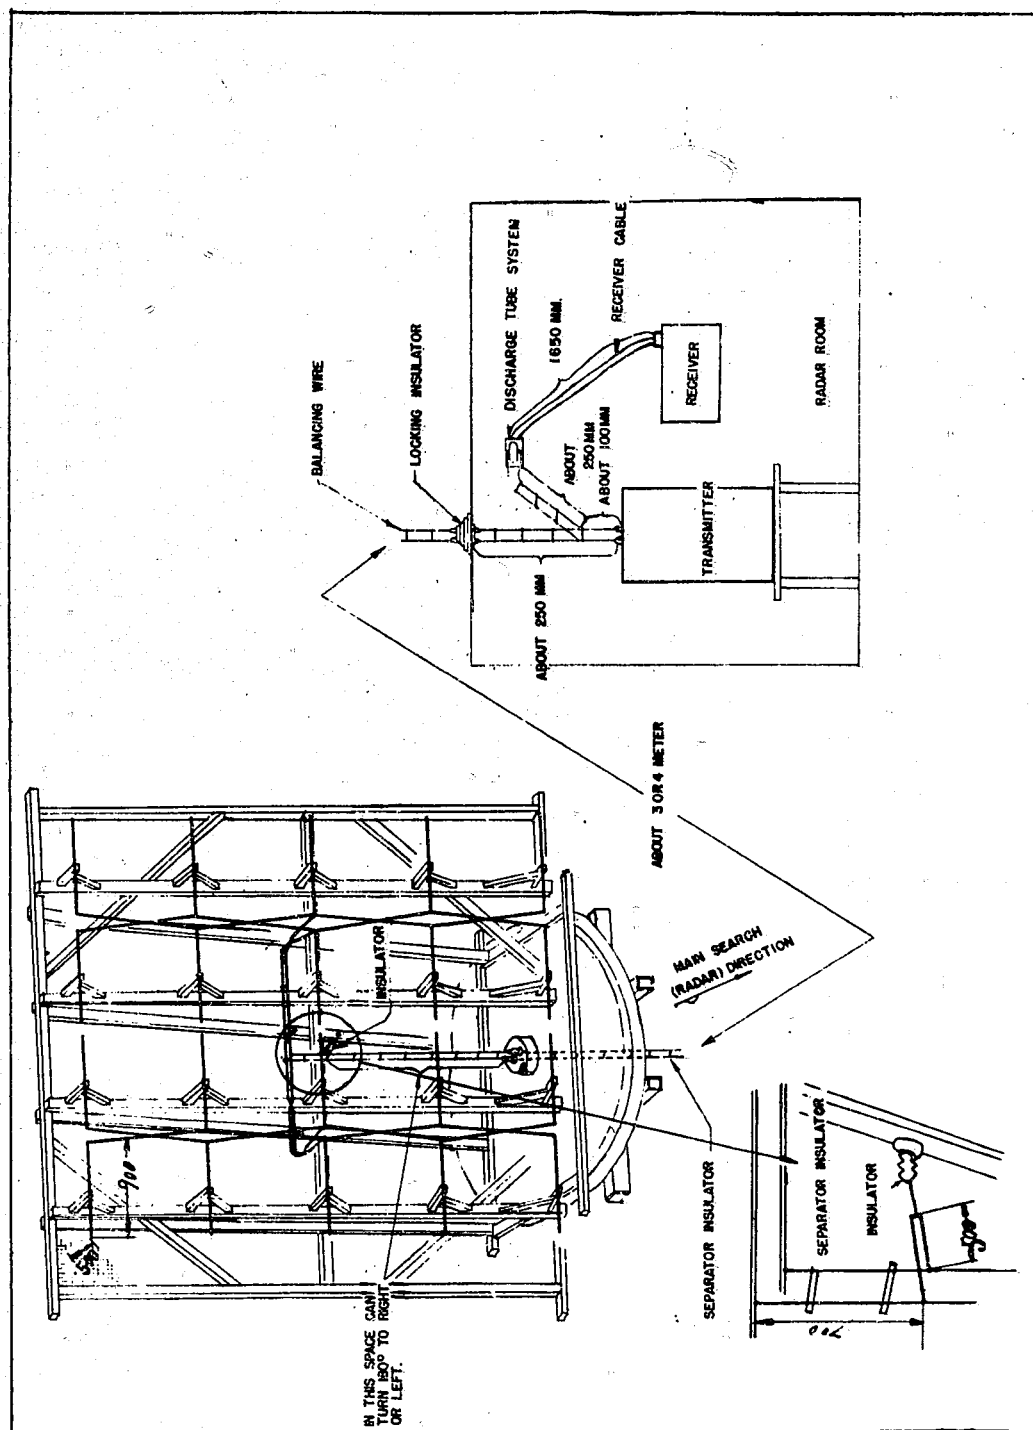 BALANCING WIRE
LOCKING INSULATOR
DISCHARGE TUBE SYSTEM
1650 MM.
RECEIVER CABLE
RECEIVER
RADAR ROOM
ABOUT
250 MM
ABOUT 100 MM
TRANSMITTER
ABOUT 250 MM
ABOUT 3 OR 4 METER
MAIN SEARCH
(RADAR) DIRECTION
INSULATOR
900
IN THIS SPACE CAN
TURN 180° TO RIGHT
OR LEFT.
SEPARATOR INSULATOR
SEPARATOR INSULATOR
INSULATOR
700